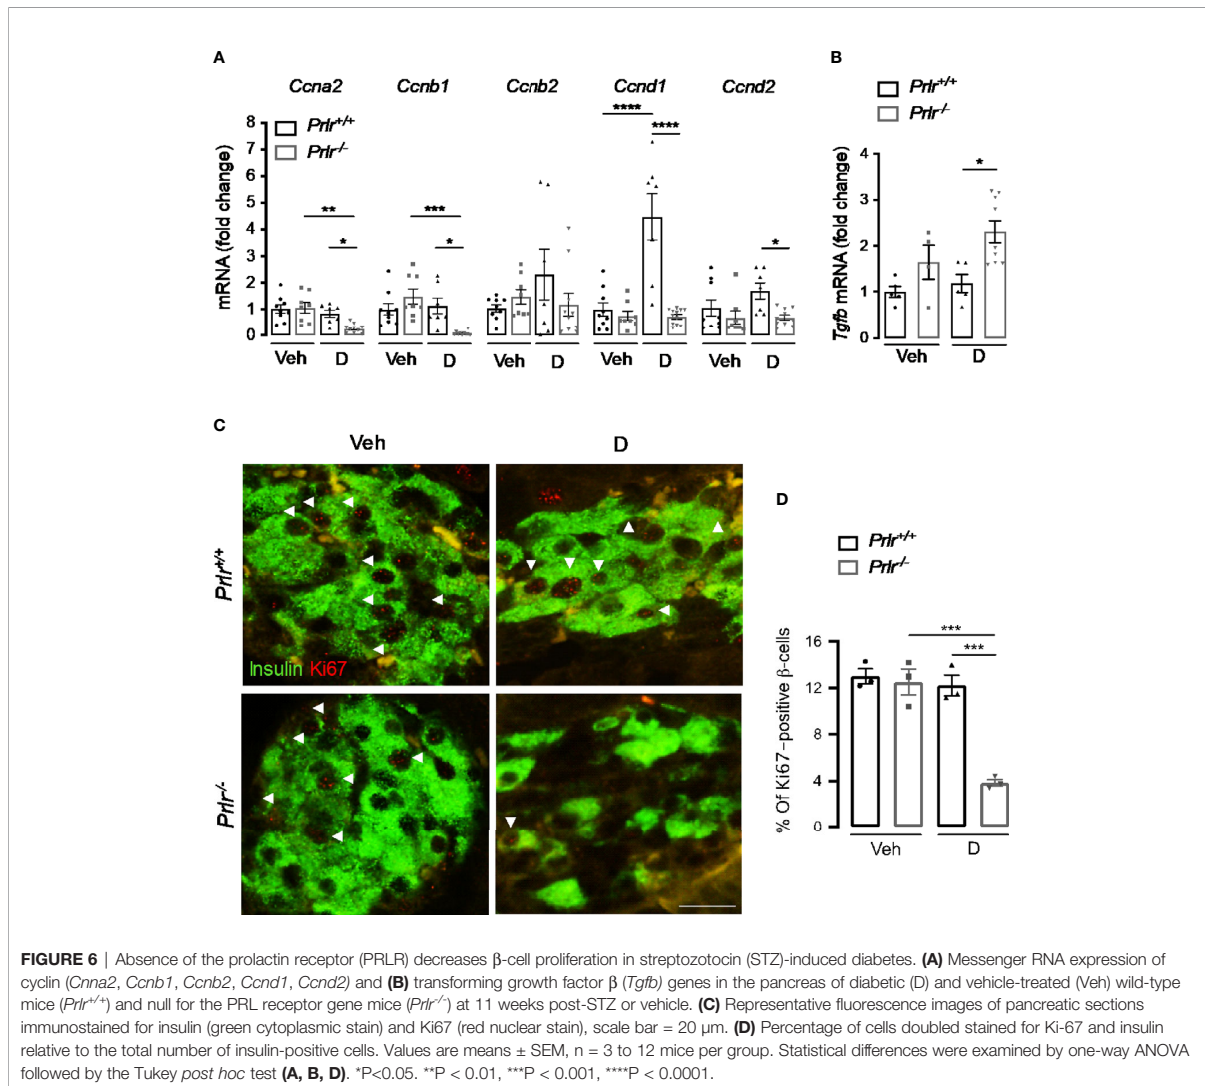 A
Ccna2 Ccnb1 Ccnb2 Ccnd1 Ccnd2
mRNA (fold change)
8
7
6
5
4
3
2
1
0
Prlr+/+
Prlr-/-
** * *** * **** **** *
Veh D Veh D Veh D Veh D Veh D
B
Prlr+/+
Prlr-/-
Tgfb mRNA (fold change)
4
3
2
1
0
*
Veh D
C
Veh D
Prlr+/+
Insulin Ki67
Prlr-/-
D
Prlr+/+
Prlr-/-
% Of Ki67-positive β-cells
16
12
8
4
0
***
***
Veh D
FIGURE 6 | Absence of the prolactin receptor (PRLR) decreases β-cell proliferation in streptozotocin (STZ)-induced diabetes. (A) Messenger RNA expression of
cyclin (Cnna2, Ccnb1, Ccnb2, Ccnd1, Ccnd2) and (B) transforming growth factor β (Tgfb) genes in the pancreas of diabetic (D) and vehicle-treated (Veh) wild-type
mice (Prlr+/+) and null for the PRL receptor gene mice (Prlr-/-) at 11 weeks post-STZ or vehicle. (C) Representative fluorescence images of pancreatic sections
immunostained for insulin (green cytoplasmic stain) and Ki67 (red nuclear stain), scale bar = 20 µm. (D) Percentage of cells doubled stained for Ki-67 and insulin
relative to the total number of insulin-positive cells. Values are means ± SEM, n = 3 to 12 mice per group. Statistical differences were examined by one-way ANOVA
followed by the Tukey post hoc test (A, B, D). *P<0.05. **P < 0.01, ***P < 0.001, ****P < 0.0001.